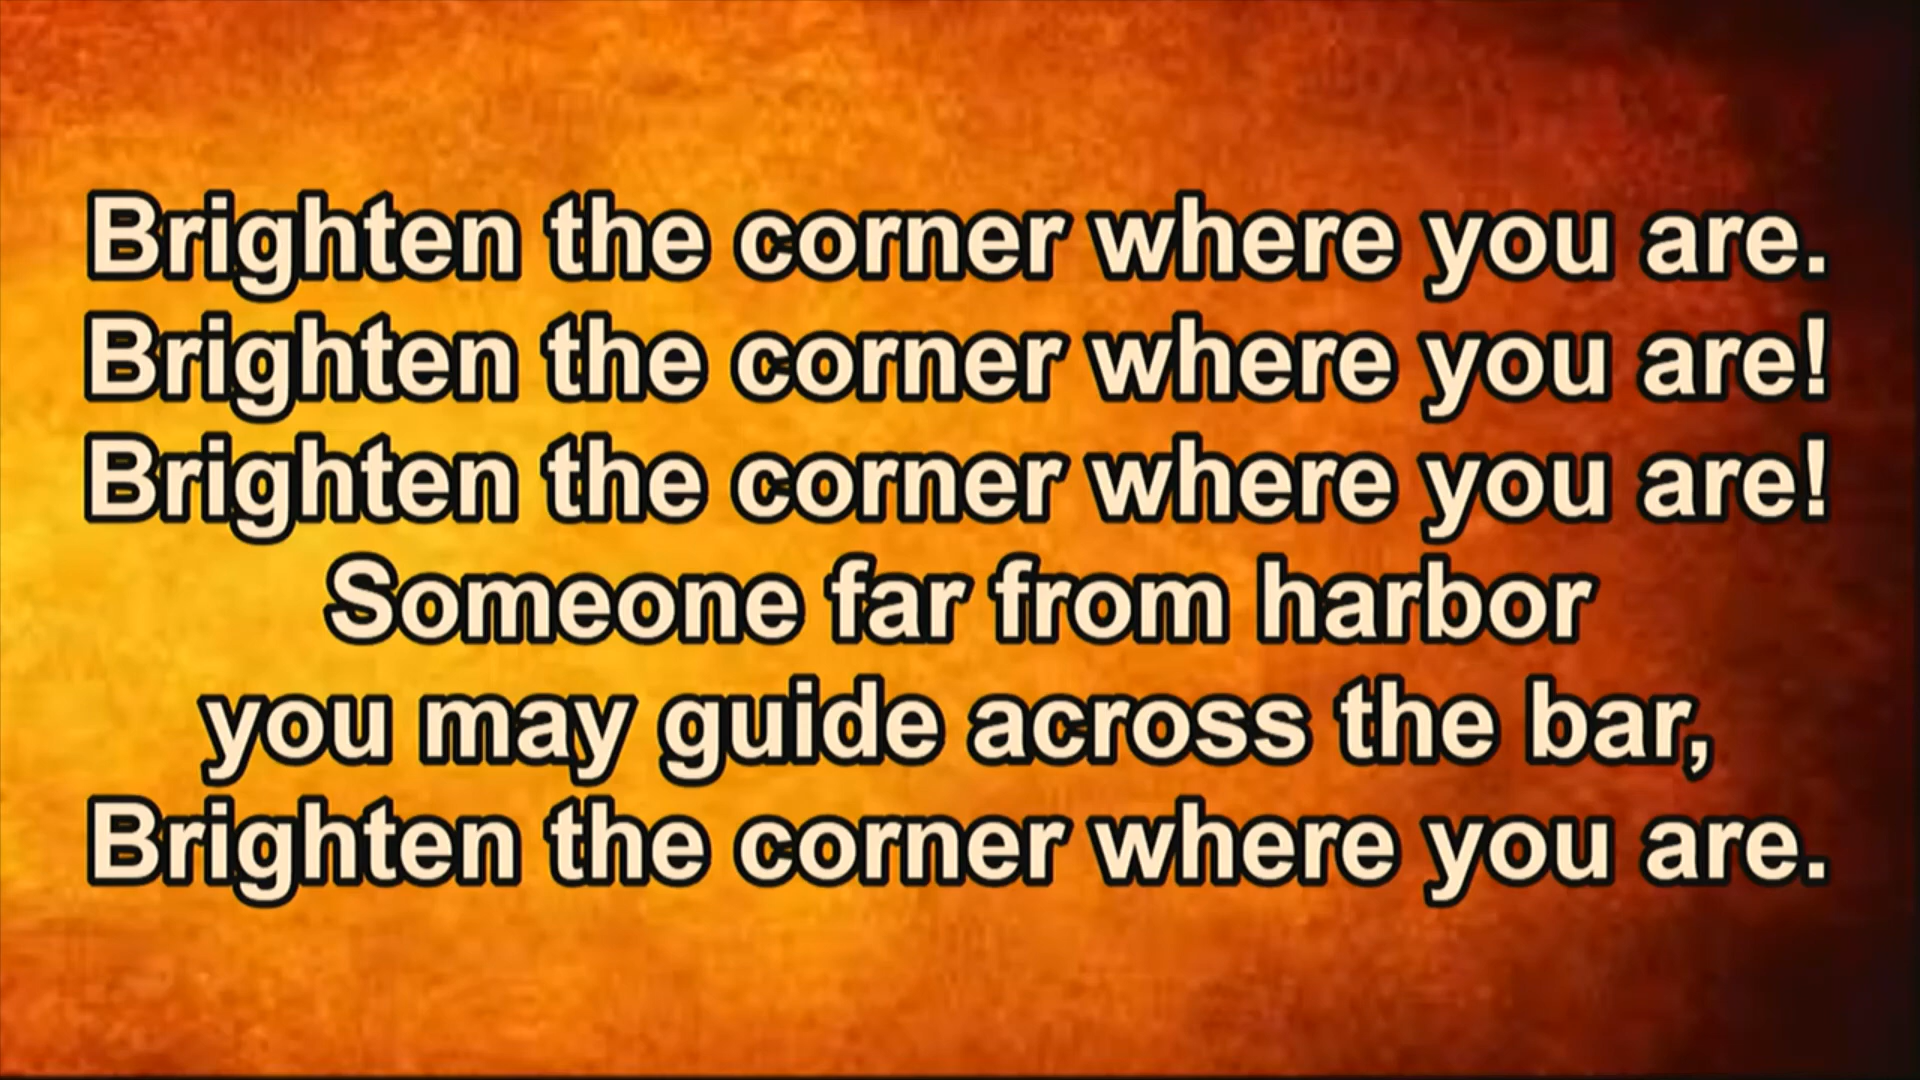 Brighten the corner where you are.
Brighten the corner where you are!
Brighten the corner where you are!
Someone far from harbor
you may guide across the bar,
Brighten the corner where you are.